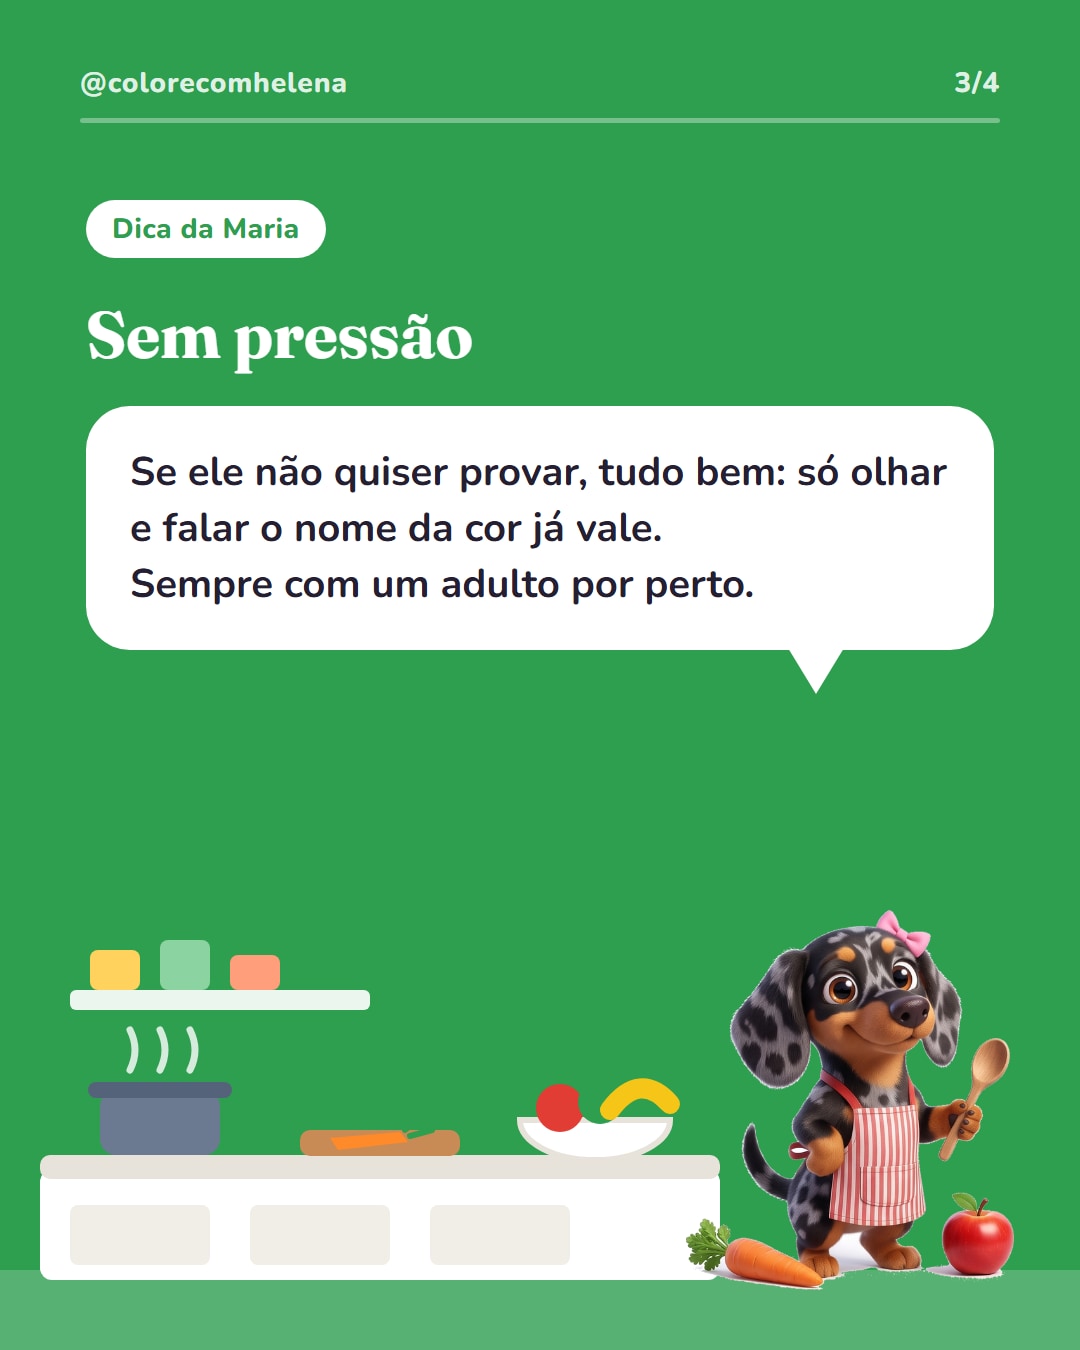 @colorecomhelena
3/4
Dica da Maria
Sem pressão
Se ele não quiser provar, tudo bem: só olhar
e falar o nome da cor já vale.
Sempre com um adulto por perto.